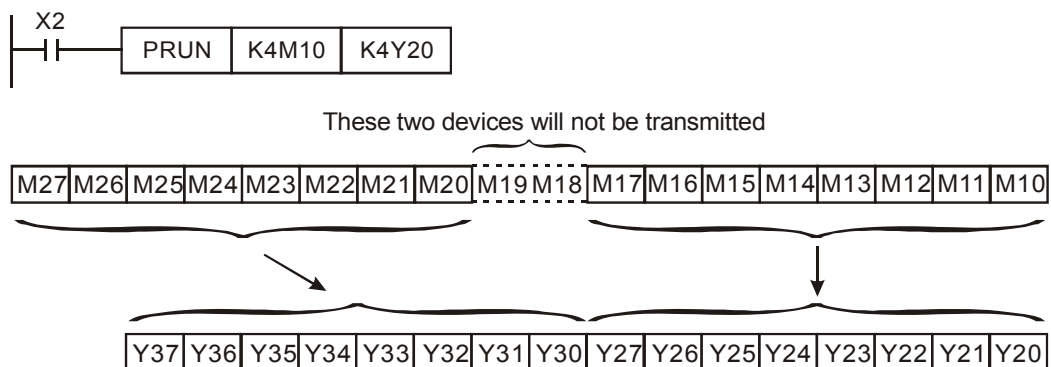 X2
PRUN K4M10 K4Y20
These two devices will not be transmitted
M27 M26 M25 M24 M23 M22 M21 M20 M19 M18 M17 M16 M15 M14 M13 M12 M11 M10
Y37 Y36 Y35 Y34 Y33 Y32 Y31 Y30 Y27 Y26 Y25 Y24 Y23 Y22 Y21 Y20